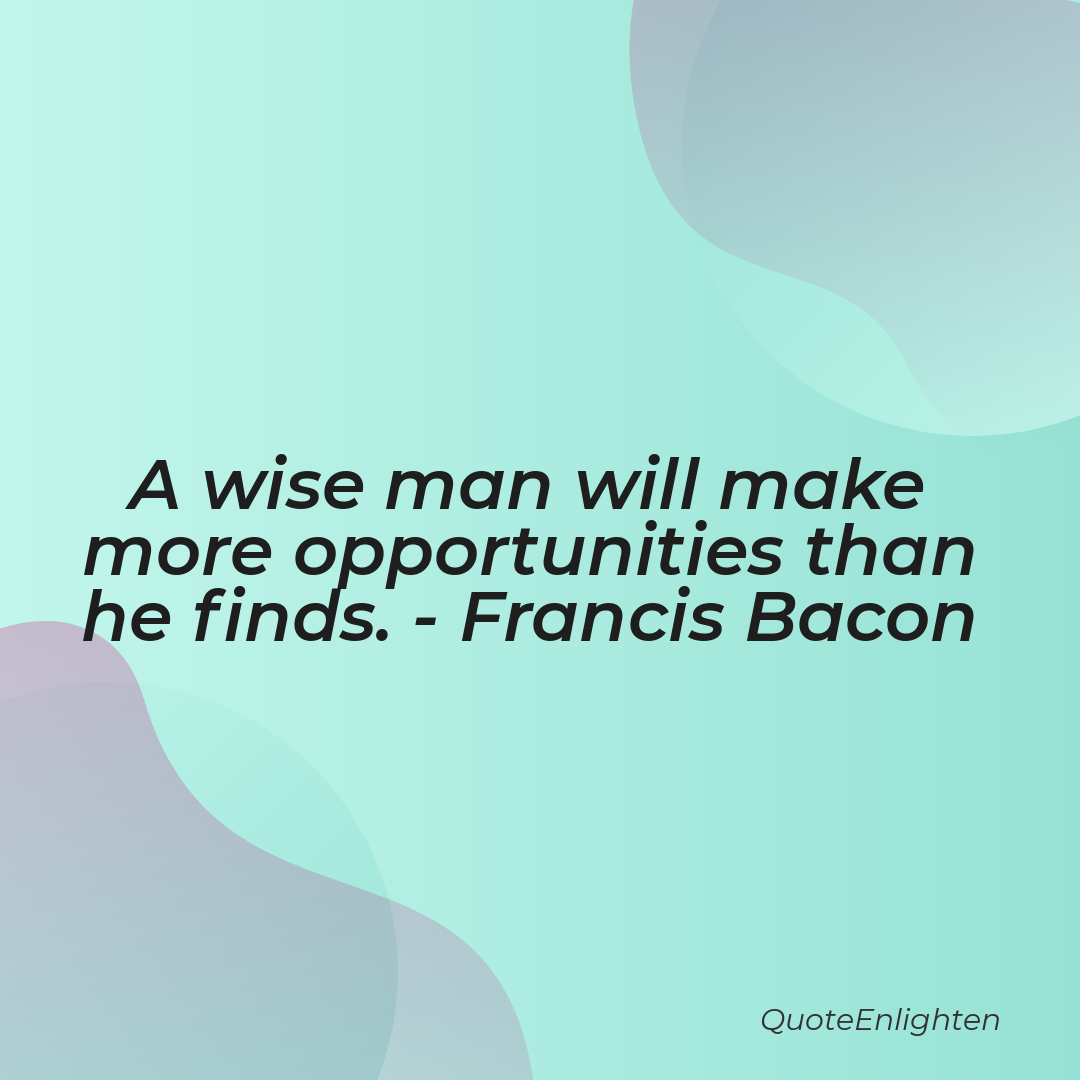 A wise man will make
more opportunities than
he finds. - Francis Bacon
QuoteEnlighten